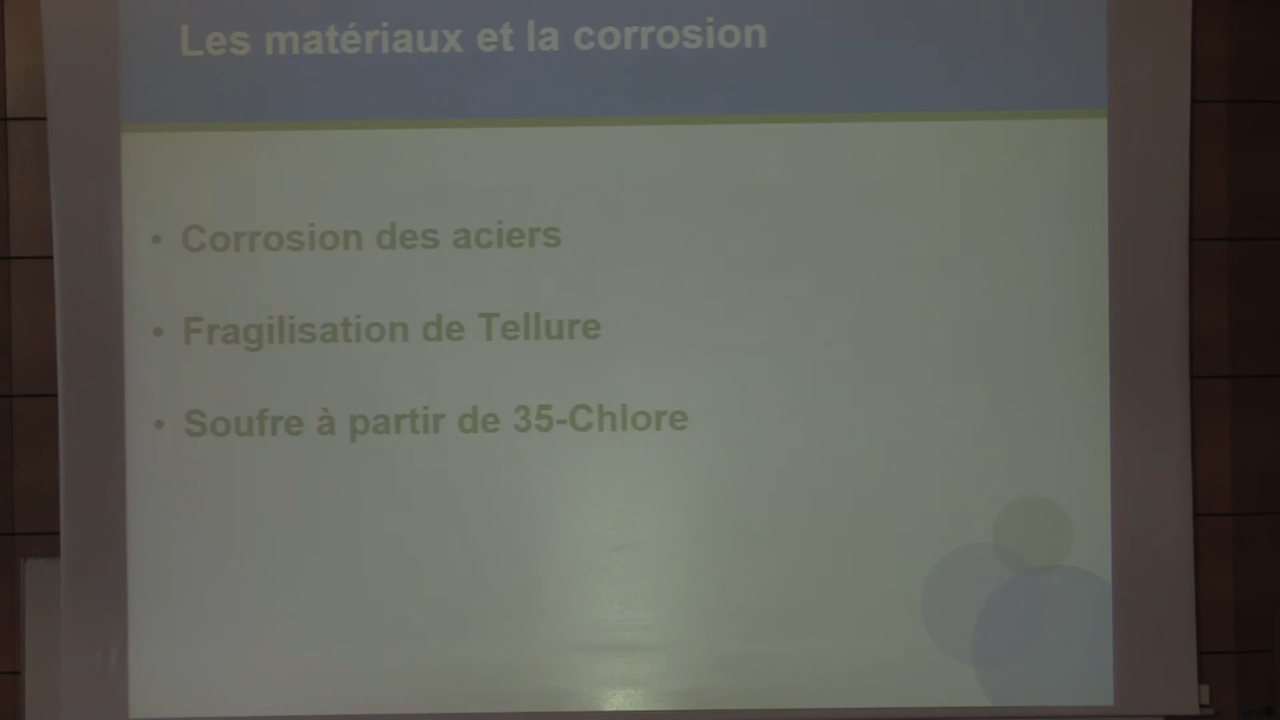 Les matériaux et la corrosion
• Corrosion des aciers
• Fragilisation de Tellure
• Soufre à partir de 35-Chlore